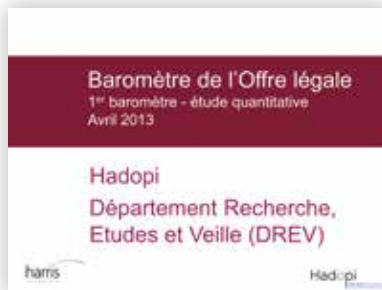 Baromètre de l'Offre légale
1er baromètre - étude quantitative
Avril 2013
Hadopi
Département Recherche,
Etudes et Veille (DREV)
harris
Hadopi